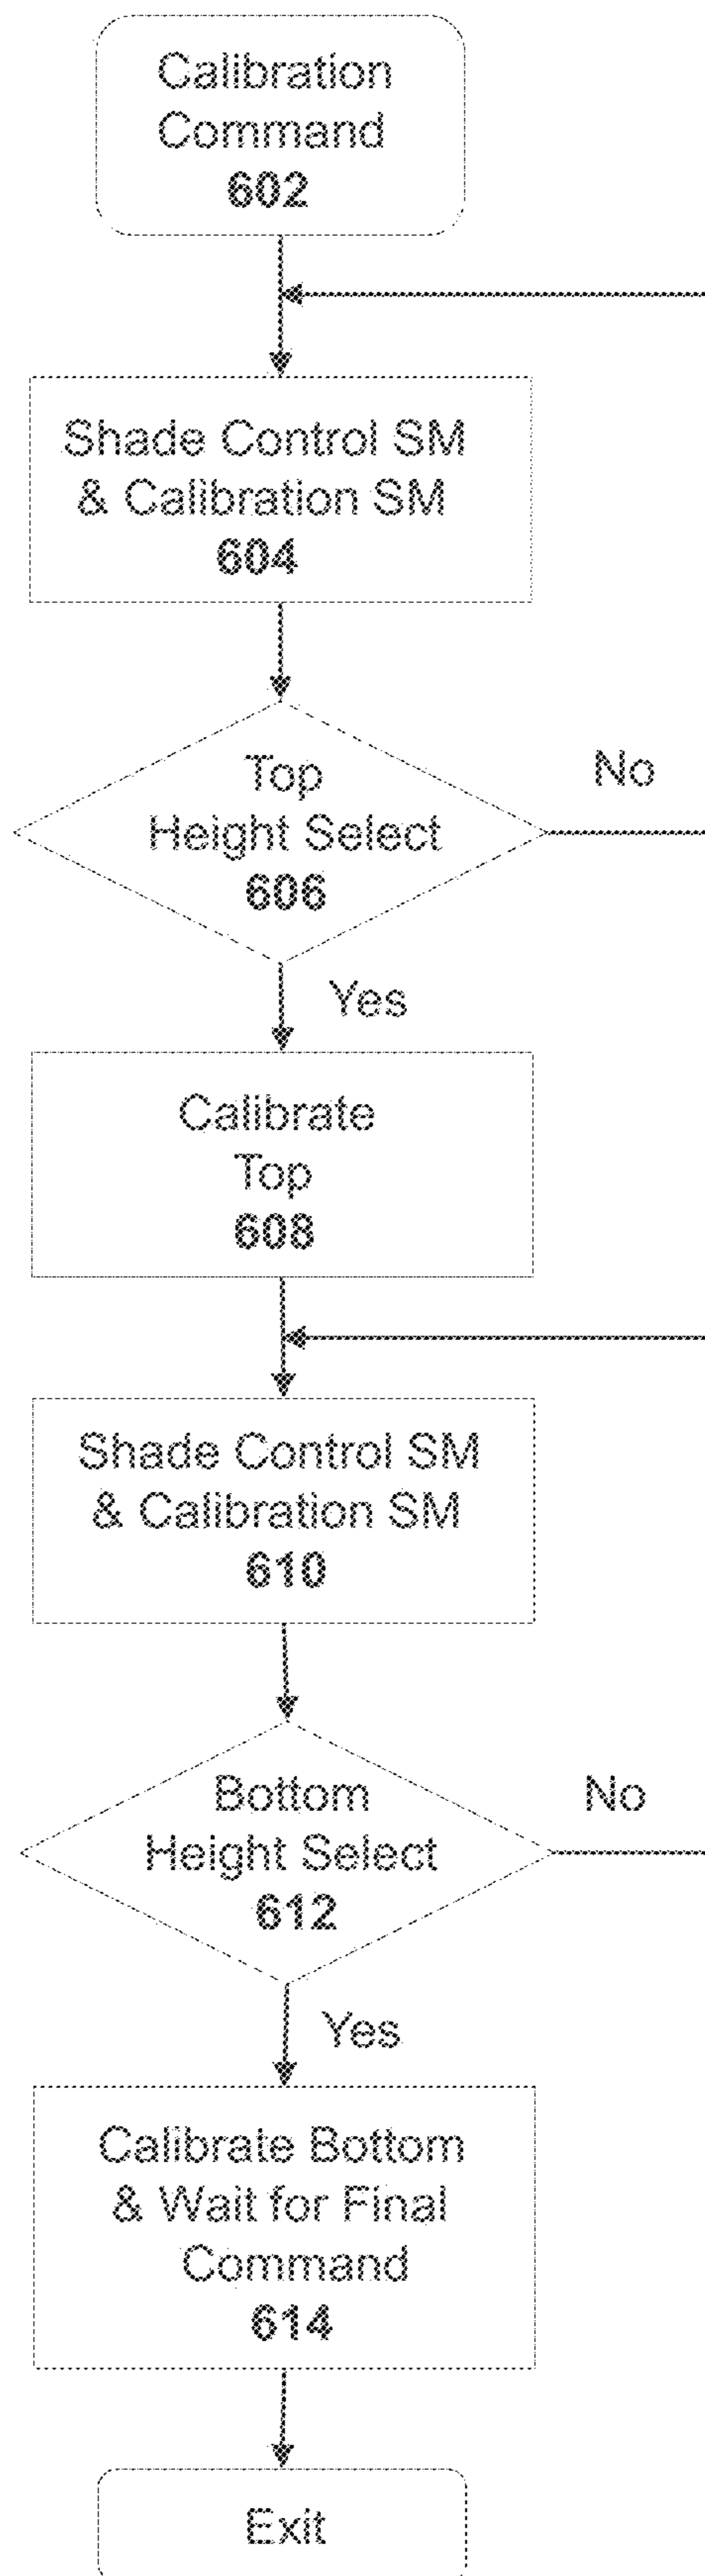 Calibration
Command
602
Shade Control SM
& Calibration SM
604
Top
Height Select
606
No
Yes
Calibrate
Top
608
Shade Control SM
& Calibration SM
610
Bottom
Height Select
612
No
Yes
Calibrate Bottom
& Wait for Final
Command
614
Exit